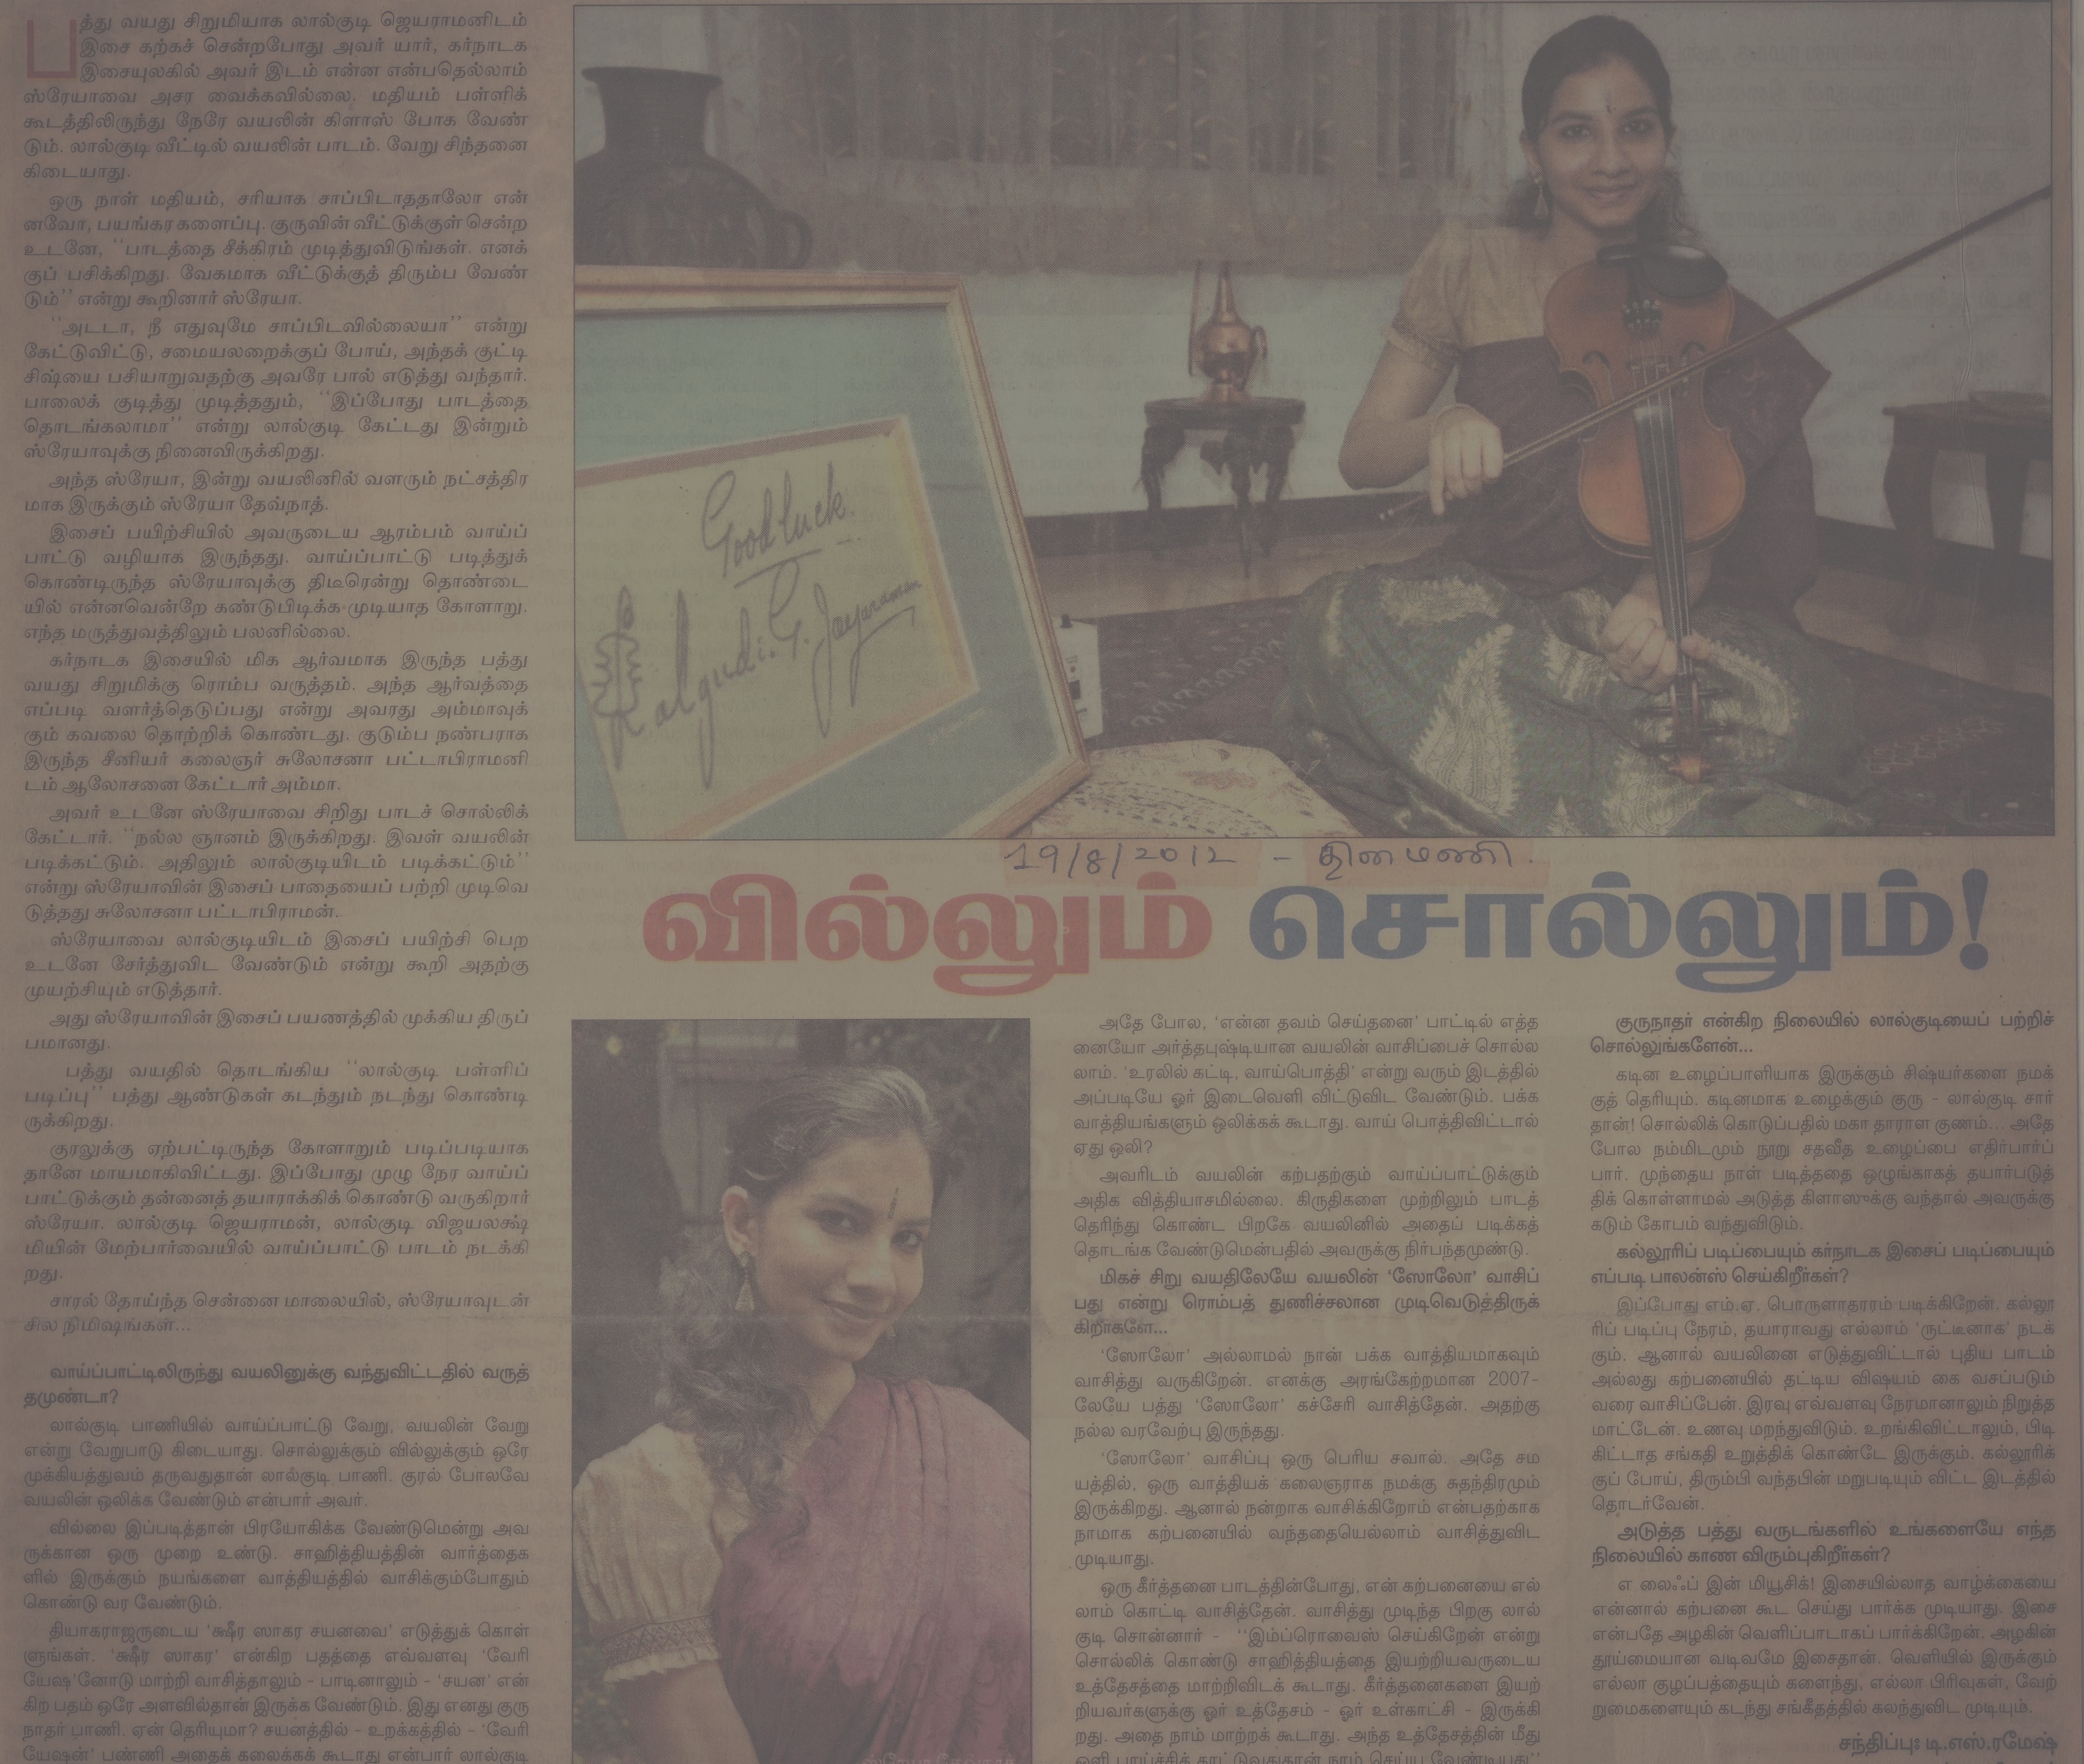 பத்து வயது சிறுமியாக லால்குடி ஜெயராமனிடம்
இசை கற்கச் சென்றபோது அவர் யார், கர்நாடக
இசையுலகில் அவர் இடம் என்ன என்பதெல்லாம்
ஸ்ரேயாவை அசர வைக்கவில்லை. மதியம் பள்ளிக்
கூடத்திலிருந்து நேரே வயலின் கிளாஸ் போக வேண்
டும். லால்குடி வீட்டில் வயலின் பாடம். வேறு சிந்தனை
கிடையாது.
ஒரு நாள் மதியம், சரியாக சாப்பிடாததாலோ என்
னவோ, பயங்கர களைப்பு. குருவின் வீட்டுக்குள் சென்ற
உடனே, ''பாடத்தை சீக்கிரம் முடித்துவிடுங்கள். எனக்
குப் பசிக்கிறது. வேகமாக வீட்டுக்குத் திரும்ப வேண்
டும்'' என்று கூறினார் ஸ்ரேயா.
''அடடா, நீ எதுவுமே சாப்பிடவில்லையா'' என்று
கேட்டுவிட்டு, சமையலறைக்குப் போய், அந்தக் குட்டி
சிஷ்யை பசியாறுவதற்கு அவரே பால் எடுத்து வந்தார்.
பாலைக் குடித்து முடித்ததும், ''இப்போது பாடத்தை
தொடங்கலாமா'' என்று லால்குடி கேட்டது இன்றும்
ஸ்ரேயாவுக்கு நினைவிருக்கிறது.
அந்த ஸ்ரேயா, இன்று வயலினில் வளரும் நட்சத்திர
மாக இருக்கும் ஸ்ரேயா தேவ்நாத்.
இசைப் பயிற்சியில் அவருடைய ஆரம்பம் வாய்ப்
பாட்டு வழியாக இருந்தது. வாய்ப்பாட்டு படித்துக்
கொண்டிருந்த ஸ்ரேயாவுக்கு திடீரென்று தொண்டை
யில் என்னவென்றே கண்டுபிடிக்க முடியாத கோளாறு.
எந்த மருத்துவத்திலும் பலனில்லை.
கர்நாடக இசையில் மிக ஆர்வமாக இருந்த பத்து
வயது சிறுமிக்கு ரொம்ப வருத்தம். அந்த ஆர்வத்தை
எப்படி வளர்த்தெடுப்பது என்று அவரது அம்மாவுக்
கும் கவலை தொற்றிக் கொண்டது. குடும்ப நண்பராக
இருந்த சீனியர் கலைஞர் சுலோசனா பட்டாபிராமனி
டம் ஆலோசனை கேட்டார் அம்மா.
அவர் உடனே ஸ்ரேயாவை சிறிது பாடச் சொல்லிக்
கேட்டார். ''நல்ல ஞானம் இருக்கிறது. இவள் வயலின்
படிக்கட்டும். அதிலும் லால்குடியிடம் படிக்கட்டும்''
என்று ஸ்ரேயாவின் இசைப் பாதையைப் பற்றி முடிவெ
டுத்தது சுலோசனா பட்டாபிராமன்.
ஸ்ரேயாவை லால்குடியிடம் இசைப் பயிற்சி பெற
உடனே சேர்த்துவிட வேண்டும் என்று கூறி அதற்கு
முயற்சியும் எடுத்தார்.
அது ஸ்ரேயாவின் இசைப் பயணத்தில் முக்கிய திருப்
பமானது.
பத்து வயதில் தொடங்கிய ''லால்குடி பள்ளிப்
படிப்பு'' பத்து ஆண்டுகள் கடந்தும் நடந்து கொண்டி
ருக்கிறது.
குரலுக்கு ஏற்பட்டிருந்த கோளாறும் படிப்படியாக
தானே மாயமாகிவிட்டது. இப்போது முழு நேர வாய்ப்
பாட்டுக்கும் தன்னைத் தயாராக்கிக் கொண்டு வருகிறார்
ஸ்ரேயா. லால்குடி ஜெயராமன், லால்குடி விஜயலக்ஷ்
மியின் மேற்பார்வையில் வாய்ப்பாட்டு பாடம் நடக்கி
றது.
சாரல் தோய்ந்த சென்னை மாலையில், ஸ்ரேயாவுடன்
சில நிமிஷங்கள்...
வாய்ப்பாட்டிலிருந்து வயலினுக்கு வந்துவிட்டதில் வருத்
தமுண்டா?
லால்குடி பாணியில் வாய்ப்பாட்டு வேறு, வயலின் வேறு
என்று வேறுபாடு கிடையாது. சொல்லுக்கும் வில்லுக்கும் ஒரே
முக்கியத்துவம் தருவதுதான் லால்குடி பாணி. குரல் போலவே
வயலின் ஒலிக்க வேண்டும் என்பார் அவர்.
வில்லை இப்படித்தான் பிரயோகிக்க வேண்டுமென்று அவ
ருக்கான ஒரு முறை உண்டு. சாஹித்தியத்தின் வார்த்தைக
ளில் இருக்கும் நயங்களை வாத்தியத்தில் வாசிக்கும்போதும்
கொண்டு வர வேண்டும்.
தியாகராஜருடைய 'க்ஷீர ஸாகர சயனவை' எடுத்துக் கொள்
ளுங்கள். 'க்ஷீர ஸாகர' என்கிற பதத்தை எவ்வளவு 'வேரி
யேஷ'னோடு மாற்றி வாசித்தாலும் - பாடினாலும் - 'சயன' என்
கிற பதம் ஒரே அளவில்தான் இருக்க வேண்டும். இது எனது குரு
நாதர் பாணி. ஏன் தெரியுமா? சயனத்தில் - உறக்கத்தில் - 'வேரி
யேஷன்' பண்ணி அதைக் கலைக்கக் கூடாது என்பார் லால்குடி
Good luck.
Lalgudi. G. Jayaraman
19/8/2012 - தினமணி.
வில்லும் சொல்லும்!
ஸ்ரேயா தேவ்நாத்
அதே போல, 'என்ன தவம் செய்தனை' பாட்டில் எத்த
னையோ அர்த்தபுஷ்டியான வயலின் வாசிப்பைச் சொல்ல
லாம். 'உரலில் கட்டி, வாய்பொத்தி' என்று வரும் இடத்தில்
அப்படியே ஓர் இடைவெளி விட்டுவிட வேண்டும். பக்க
வாத்தியங்களும் ஒலிக்கக் கூடாது. வாய் பொத்திவிட்டால்
ஏது ஒலி?
அவரிடம் வயலின் கற்பதற்கும் வாய்ப்பாட்டுக்கும்
அதிக வித்தியாசமில்லை. கிருதிகளை முற்றிலும் பாடத்
தெரிந்து கொண்ட பிறகே வயலினில் அதைப் படிக்கத்
தொடங்க வேண்டுமென்பதில் அவருக்கு நிர்பந்தமுண்டு.
மிகச் சிறு வயதிலேயே வயலின் 'ஸோலோ' வாசிப்
பது என்று ரொம்பத் துணிச்சலான முடிவெடுத்திருக்
கிறீர்களே...
'ஸோலோ' அல்லாமல் நான் பக்க வாத்தியமாகவும்
வாசித்து வருகிறேன். எனக்கு அரங்கேற்றமான 2007-
லேயே பத்து 'ஸோலோ' கச்சேரி வாசித்தேன். அதற்கு
நல்ல வரவேற்பு இருந்தது.
'ஸோலோ' வாசிப்பு ஒரு பெரிய சவால். அதே சம
யத்தில், ஒரு வாத்தியக் கலைஞராக நமக்கு சுதந்திரமும்
இருக்கிறது. ஆனால் நன்றாக வாசிக்கிறோம் என்பதற்காக
நாமாக கற்பனையில் வந்ததையெல்லாம் வாசித்துவிட
முடியாது.
ஒரு கீர்த்தனை பாடத்தின்போது, என் கற்பனையை எல்
லாம் கொட்டி வாசித்தேன். வாசித்து முடிந்த பிறகு லால்
குடி சொன்னார் - ''இம்ப்ரொவைஸ் செய்கிறேன் என்று
சொல்லிக் கொண்டு சாஹித்தியத்தை இயற்றியவருடைய
உத்தேசத்தை மாற்றிவிடக் கூடாது. கீர்த்தனைகளை இயற்
றியவர்களுக்கு ஓர் உத்தேசம் - ஓர் உள்காட்சி - இருக்கி
றது. அதை நாம் மாற்றக் கூடாது. அந்த உத்தேசத்தின் மீது
ஒளி பாய்ச்சிக் காட்டுவதுதான் நாம் செய்ய வேண்டியது''
குருநாதர் என்கிற நிலையில் லால்குடியைப் பற்றிச்
சொல்லுங்களேன்...
கடின உழைப்பாளியாக இருக்கும் சிஷ்யர்களை நமக்
குத் தெரியும். கடினமாக உழைக்கும் குரு - லால்குடி சார்
தான்! சொல்லிக் கொடுப்பதில் மகா தாராள குணம்... அதே
போல நம்மிடமும் நூறு சதவீத உழைப்பை எதிர்பார்ப்
பார். முந்தைய நாள் படித்ததை ஒழுங்காகத் தயார்படுத்
திக் கொள்ளாமல் அடுத்த கிளாஸுக்கு வந்தால் அவருக்கு
கடும் கோபம் வந்துவிடும்.
கல்லூரிப் படிப்பையும் கர்நாடக இசைப் படிப்பையும்
எப்படி பாலன்ஸ் செய்கிறீர்கள்?
இப்போது எம்.ஏ. பொருளாதாரம் படிக்கிறேன். கல்லூ
ரிப் படிப்பு நேரம், தயாராவது எல்லாம் 'ருட்டீனாக' நடக்
கும். ஆனால் வயலினை எடுத்துவிட்டால் புதிய பாடம்
அல்லது கற்பனையில் தட்டிய விஷயம் கை வசப்படும்
வரை வாசிப்பேன். இரவு எவ்வளவு நேரமானாலும் நிறுத்த
மாட்டேன். உணவு மறந்துவிடும். உறங்கிவிட்டாலும், பிடி
கிட்டாத சங்கதி உறுத்திக் கொண்டே இருக்கும். கல்லூரிக்
குப் போய், திரும்பி வந்தபின் மறுபடியும் விட்ட இடத்தில்
தொடர்வேன்.
அடுத்த பத்து வருடங்களில் உங்களையே எந்த
நிலையில் காண விரும்புகிறீர்கள்?
எ லைஃப் இன் மியூசிக்! இசையில்லாத வாழ்க்கையை
என்னால் கற்பனை கூட செய்து பார்க்க முடியாது. இசை
என்பதே அழகின் வெளிப்பாடாகப் பார்க்கிறேன். அழகின்
தூய்மையான வடிவமே இசைதான். வெளியில் இருக்கும்
எல்லா குழப்பத்தையும் களைந்து, எல்லா பிரிவுகள், வேற்
றுமைகளையும் கடந்து சங்கீதத்தில் கலந்துவிட முடியும்.
சந்திப்பு: டி.எஸ்.ரமேஷ்